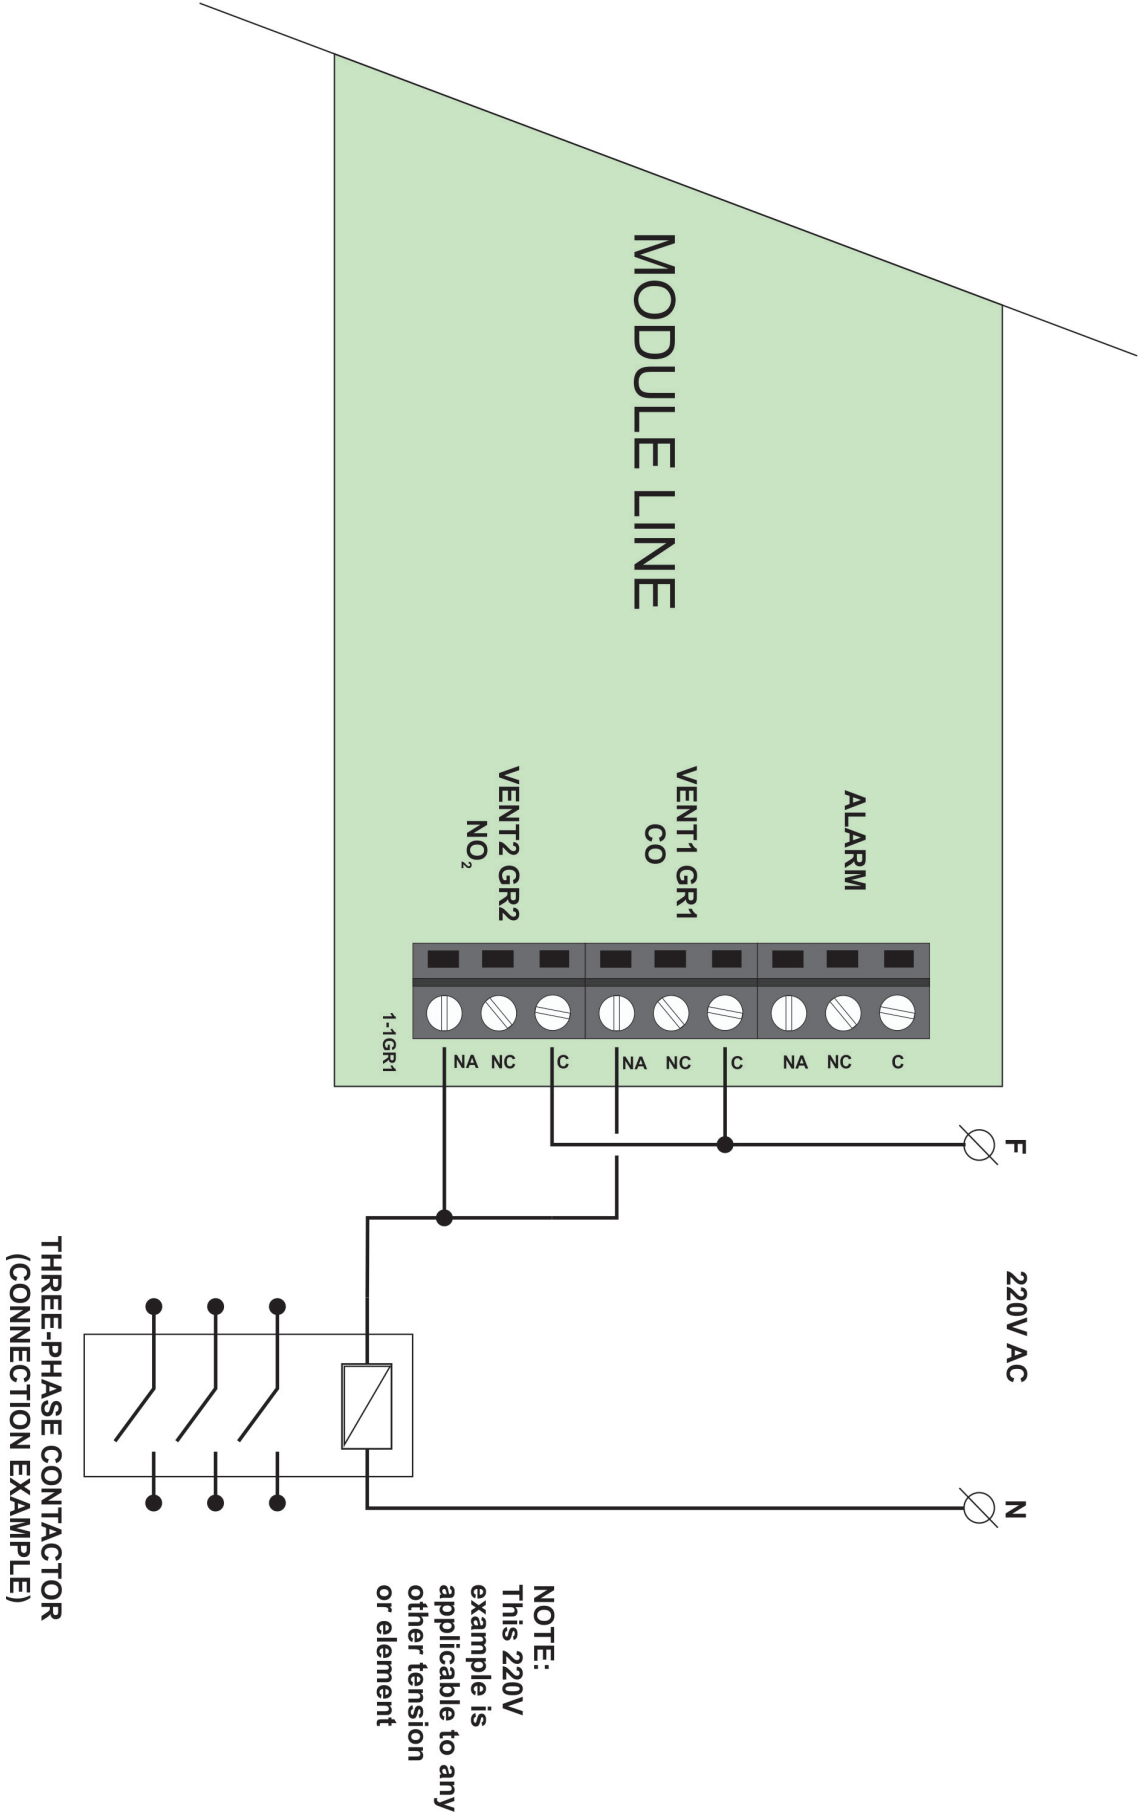 MODULE LINE
ALARM
VENT1 GR1
CO
VENT2 GR2
NO₂
C
NC
NA
C
NC
NA
C
NC
NA
1-1GR1
F
220V AC
N
NOTE:
This 220V
example is
applicable to any
other tension
or element
THREE-PHASE CONTACTOR
(CONNECTION EXAMPLE)